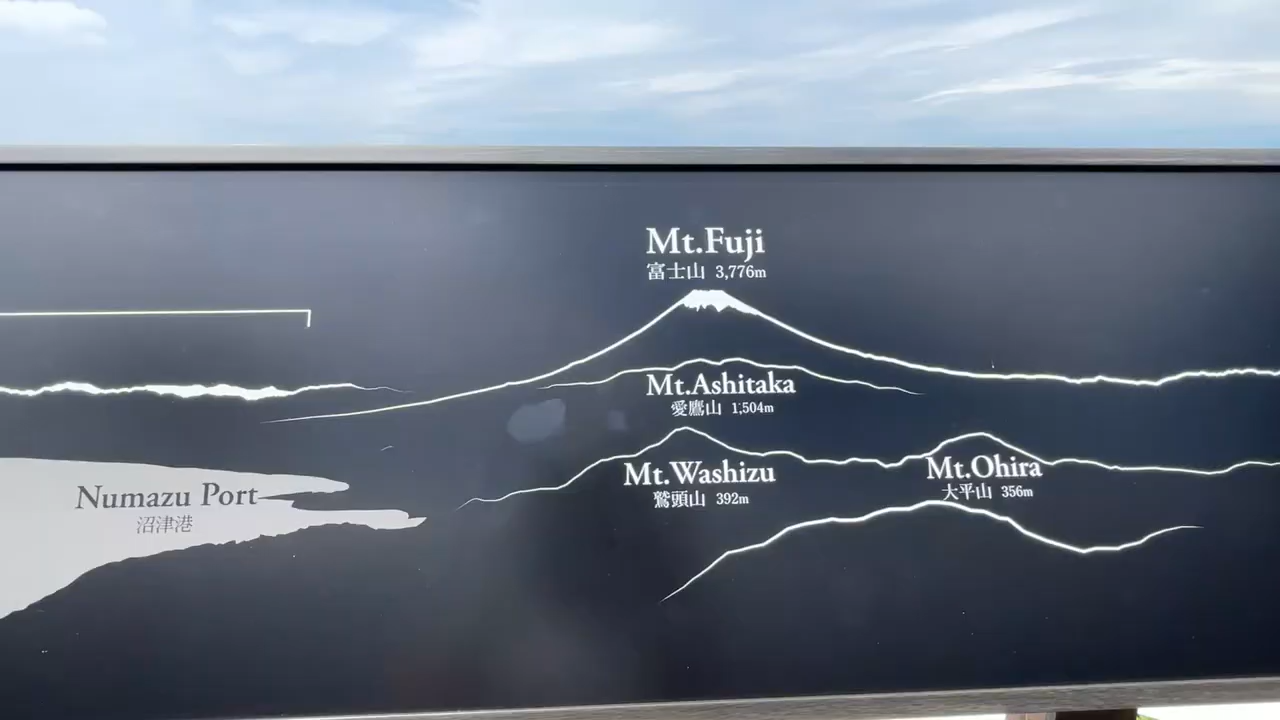 Mt.Fuji
富士山 3,776m
Mt.Ashitaka
愛鷹山 1,504m
Mt.Washizu
鷲頭山 392m
Mt.Ohira
大平山 356m
Numazu Port
沼津港